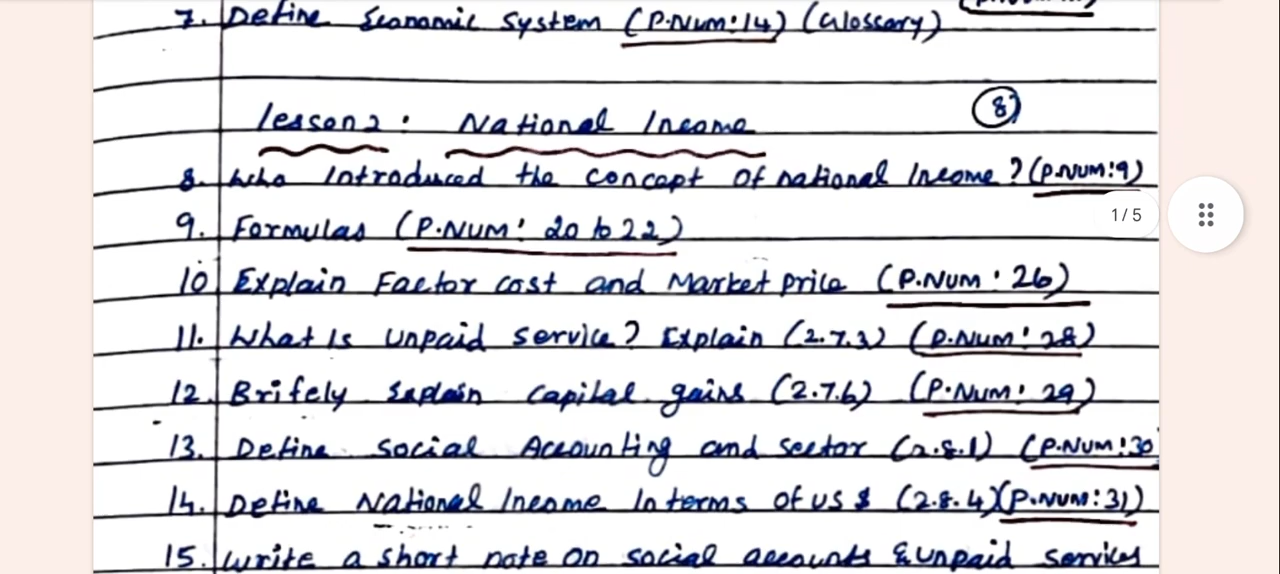 7. Define Economic System (P.Num:14) (Glossary)
lesson 2: National Income
8
8. Who Introduced the concept of national Income? (P.NUM:9)
9. Formulas (P.NUM: 20 to 22)
1/5
10 Explain Factor cost and Market price (P.NUM: 26)
11. What Is unpaid service? Explain (2.7.3) (P.NUM: 28)
12. Brifely Explain capital gains (2.7.6) (P.NUM: 29)
13. Define Social Accounting and sector (2.8.1) (P.NUM:30
14. Define National Income In terms of US $ (2.8.4)(P.NUM:31)
15. Write a short note on social accounts & unpaid services